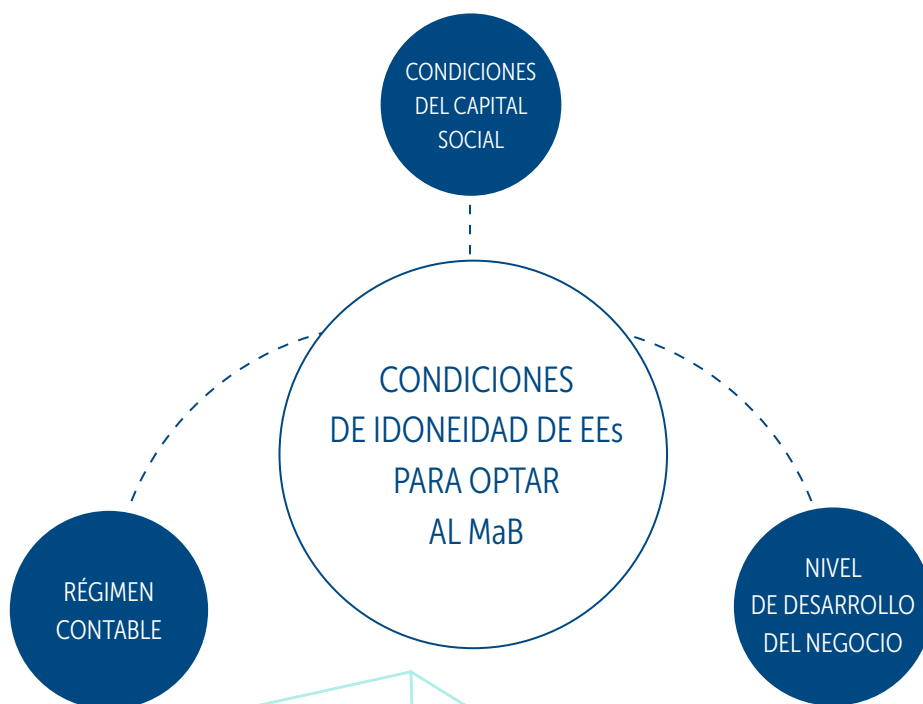 CONDICIONES
DEL CAPITAL
SOCIAL
CONDICIONES
DE IDONEIDAD DE EEs
PARA OPTAR
AL MaB
RÉGIMEN
CONTABLE
NIVEL
DE DESARROLLO
DEL NEGOCIO